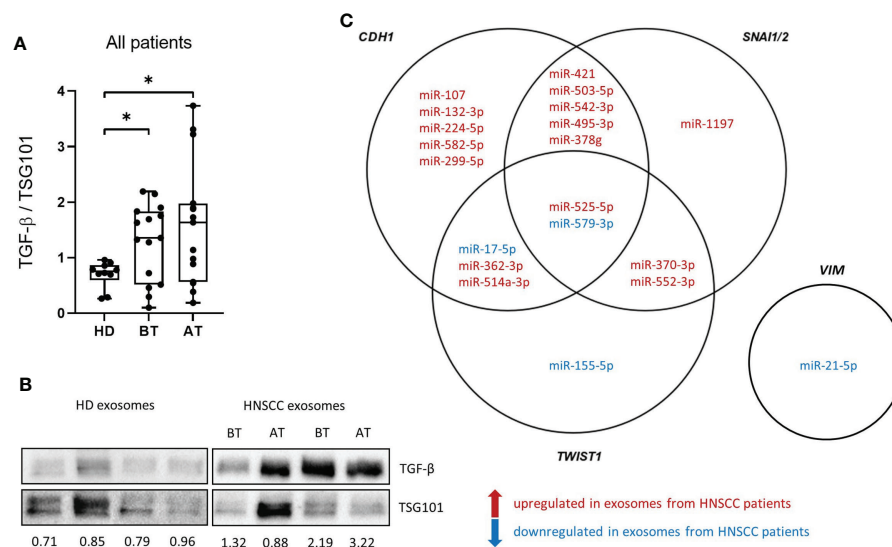 A
All patients
*
*
TGF-β / TSG101
4
3
2
1
0
HD BT AT
B
HD exosomes
HNSCC exosomes
BT AT BT AT
TGF-β
TSG101
0.71 0.85 0.79 0.96 1.32 0.88 2.19 3.22
C
CDH1
SNAI1/2
miR-107
miR-132-3p
miR-224-5p
miR-582-5p
miR-299-5p
miR-421
miR-503-5p
miR-542-3p
miR-495-3p
miR-378g
miR-1197
miR-525-5p
miR-579-3p
miR-17-5p
miR-362-3p
miR-514a-3p
miR-370-3p
miR-552-3p
miR-155-5p
TWIST1
VIM
miR-21-5p
upregulated in exosomes from HNSCC patients
downregulated in exosomes from HNSCC patients